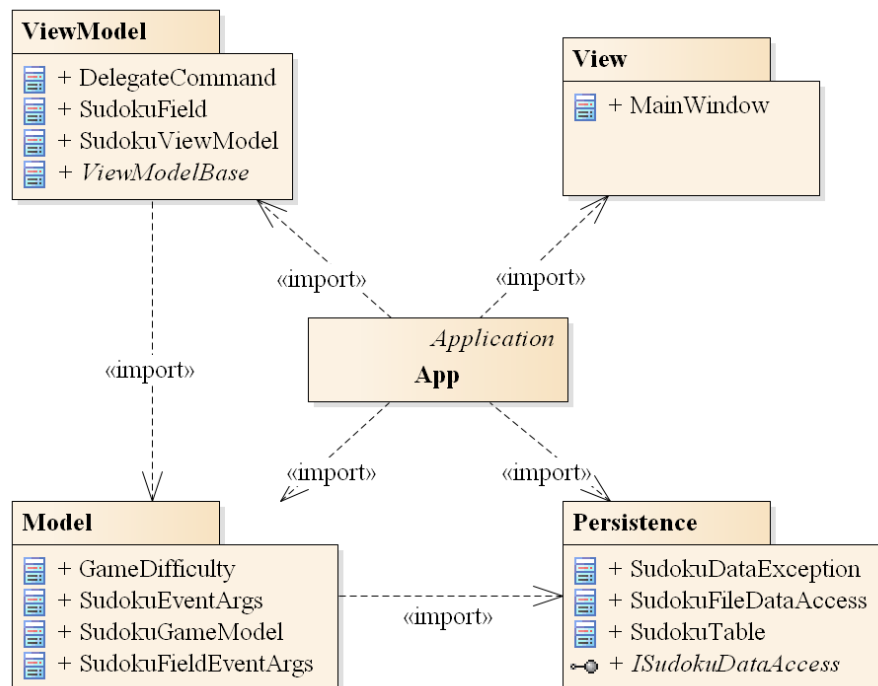 ViewModel
+ DelegateCommand
+ SudokuField
+ SudokuViewModel
+ ViewModelBase
View
+ MainWindow
«import»
«import»
Application
App
«import»
«import»
«import»
Model
+ GameDifficulty
+ SudokuEventArgs
+ SudokuGameModel
+ SudokuFieldEventArgs
«import»
Persistence
+ SudokuDataException
+ SudokuFileDataAccess
+ SudokuTable
+ ISudokuDataAccess